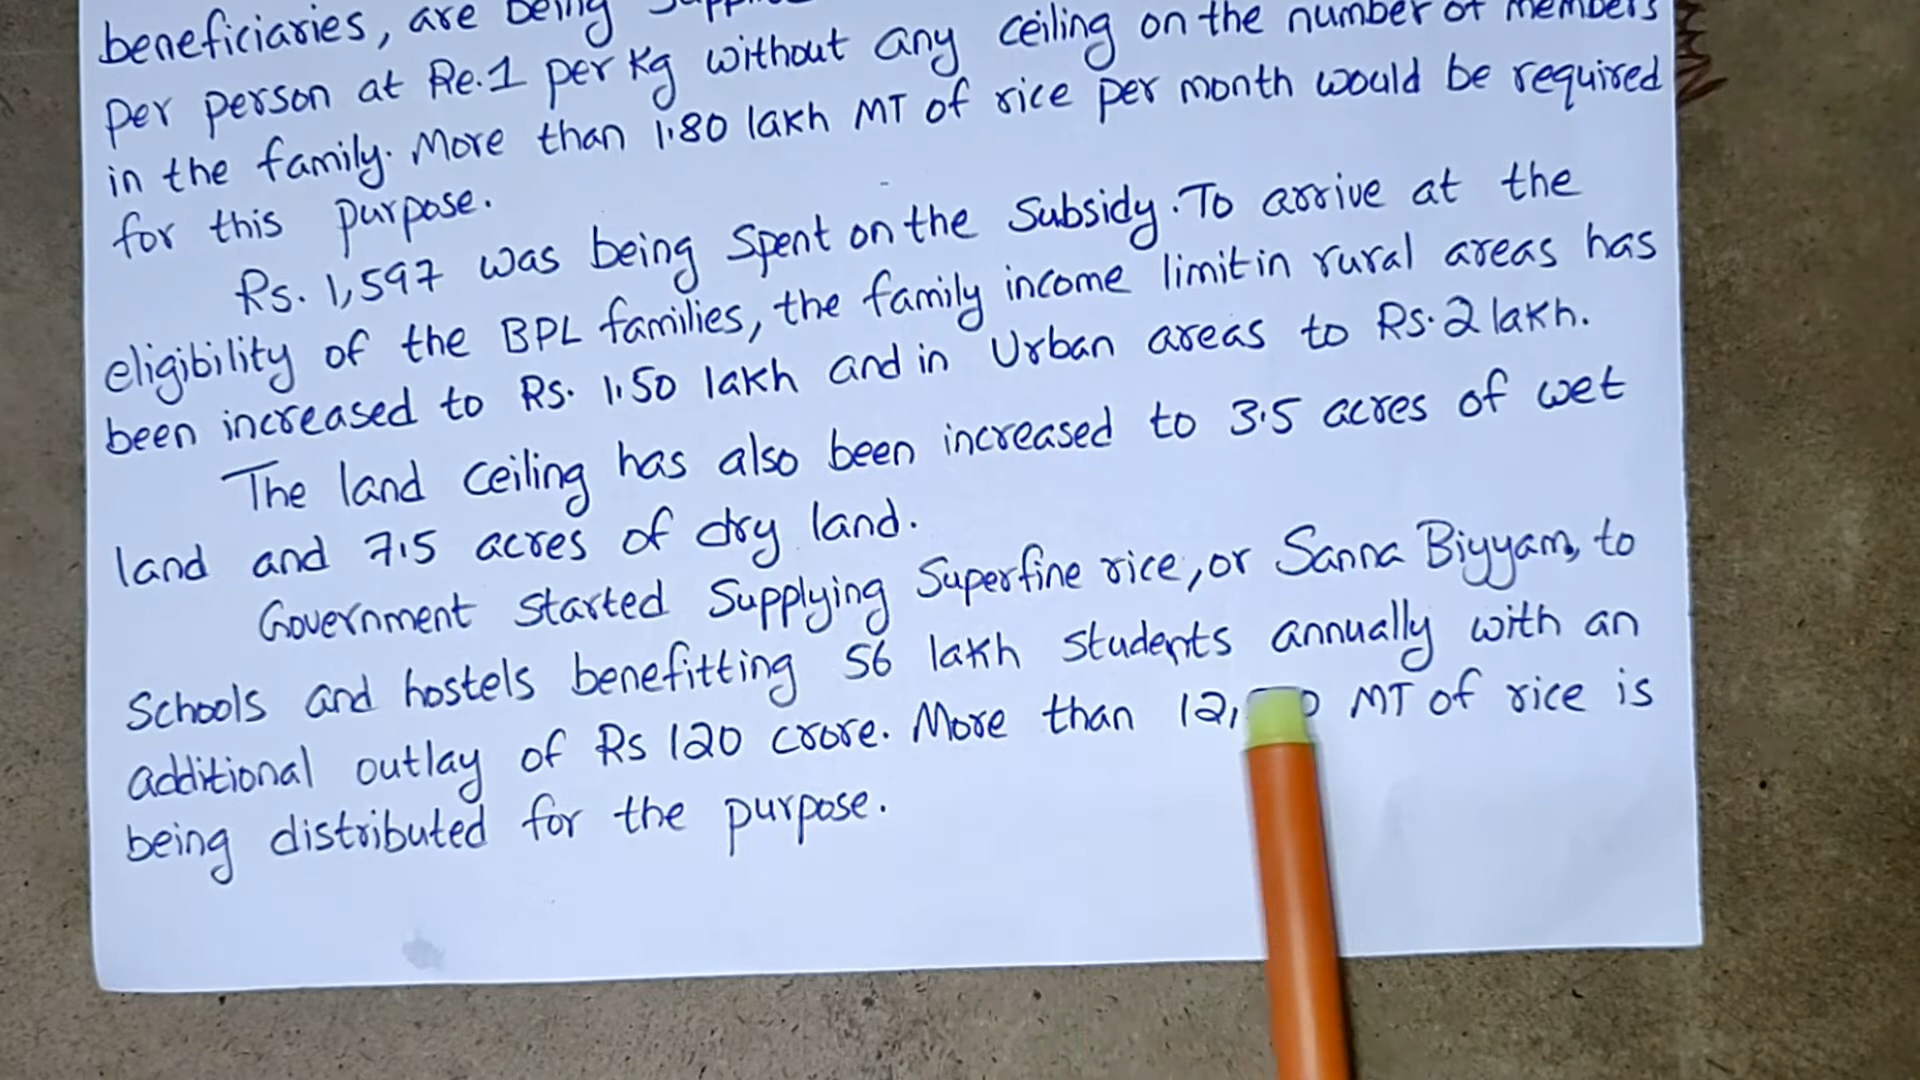 beneficiaries, are being
per person at Re.1 per kg without any ceiling on the number of members
in the family. More than 1.80 lakh MT of rice per month would be required
for this purpose.
Rs. 1,597 was being spent on the subsidy. To arrive at the
eligibility of the BPL families, the family income limit in rural areas has
been increased to Rs. 1.50 lakh and in Urban areas to Rs. 2 lakh.
The land ceiling has also been increased to 3.5 acres of wet
land and 7.5 acres of dry land.
Government started supplying superfine rice, or Sanna Biyyam, to
schools and hostels benefitting 56 lakh students annually with an
additional outlay of Rs 120 crore. More than MT of rice is
being distributed for the purpose.